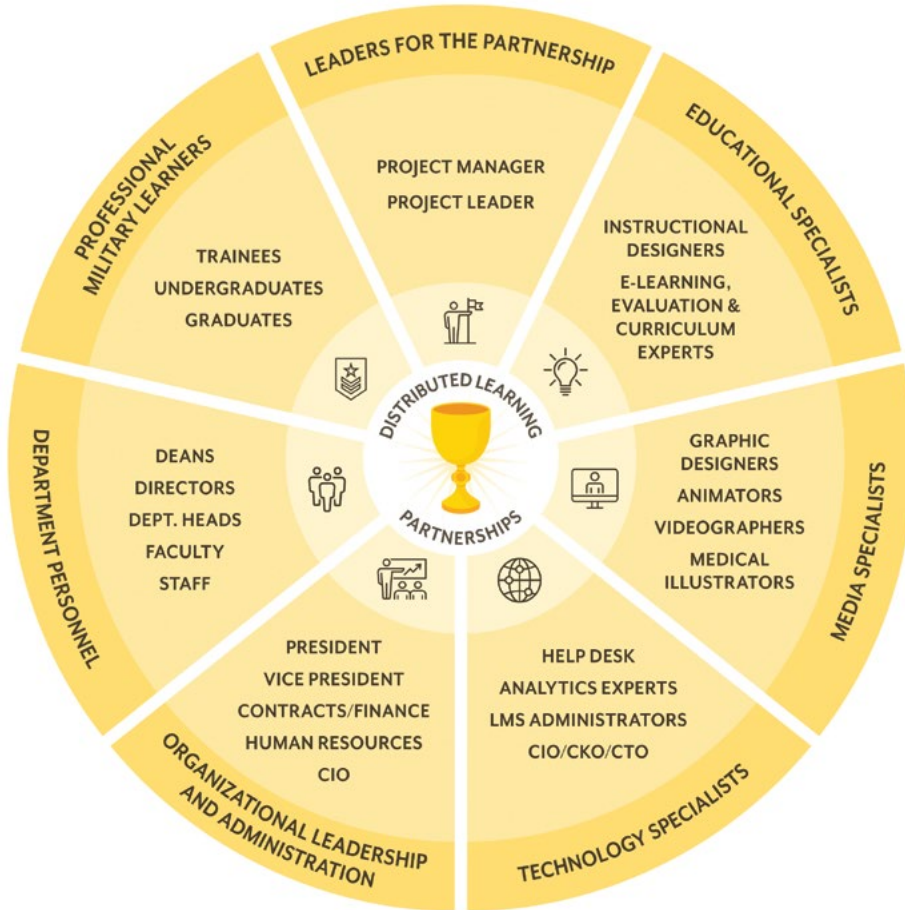 LEADERS FOR THE PARTNERSHIP
PROJECT MANAGER
PROJECT LEADER
EDUCATIONAL SPECIALISTS
INSTRUCTIONAL
DESIGNERS
E-LEARNING,
EVALUATION &
CURRICULUM
EXPERTS
MEDIA SPECIALISTS
GRAPHIC
DESIGNERS
ANIMATORS
VIDEOGRAPHERS
MEDICAL
ILLUSTRATORS
TECHNOLOGY SPECIALISTS
HELP DESK
ANALYTICS EXPERTS
LMS ADMINISTRATORS
CIO/CKO/CTO
ORGANIZATIONAL LEADERSHIP
AND ADMINISTRATION
PRESIDENT
VICE PRESIDENT
CONTRACTS/FINANCE
HUMAN RESOURCES
CIO
DEPARTMENT PERSONNEL
DEANS
DIRECTORS
DEPT. HEADS
FACULTY
STAFF
PROFESSIONAL
MILITARY LEARNERS
TRAINEES
UNDERGRADUATES
GRADUATES
DISTRIBUTED LEARNING
PARTNERSHIPS